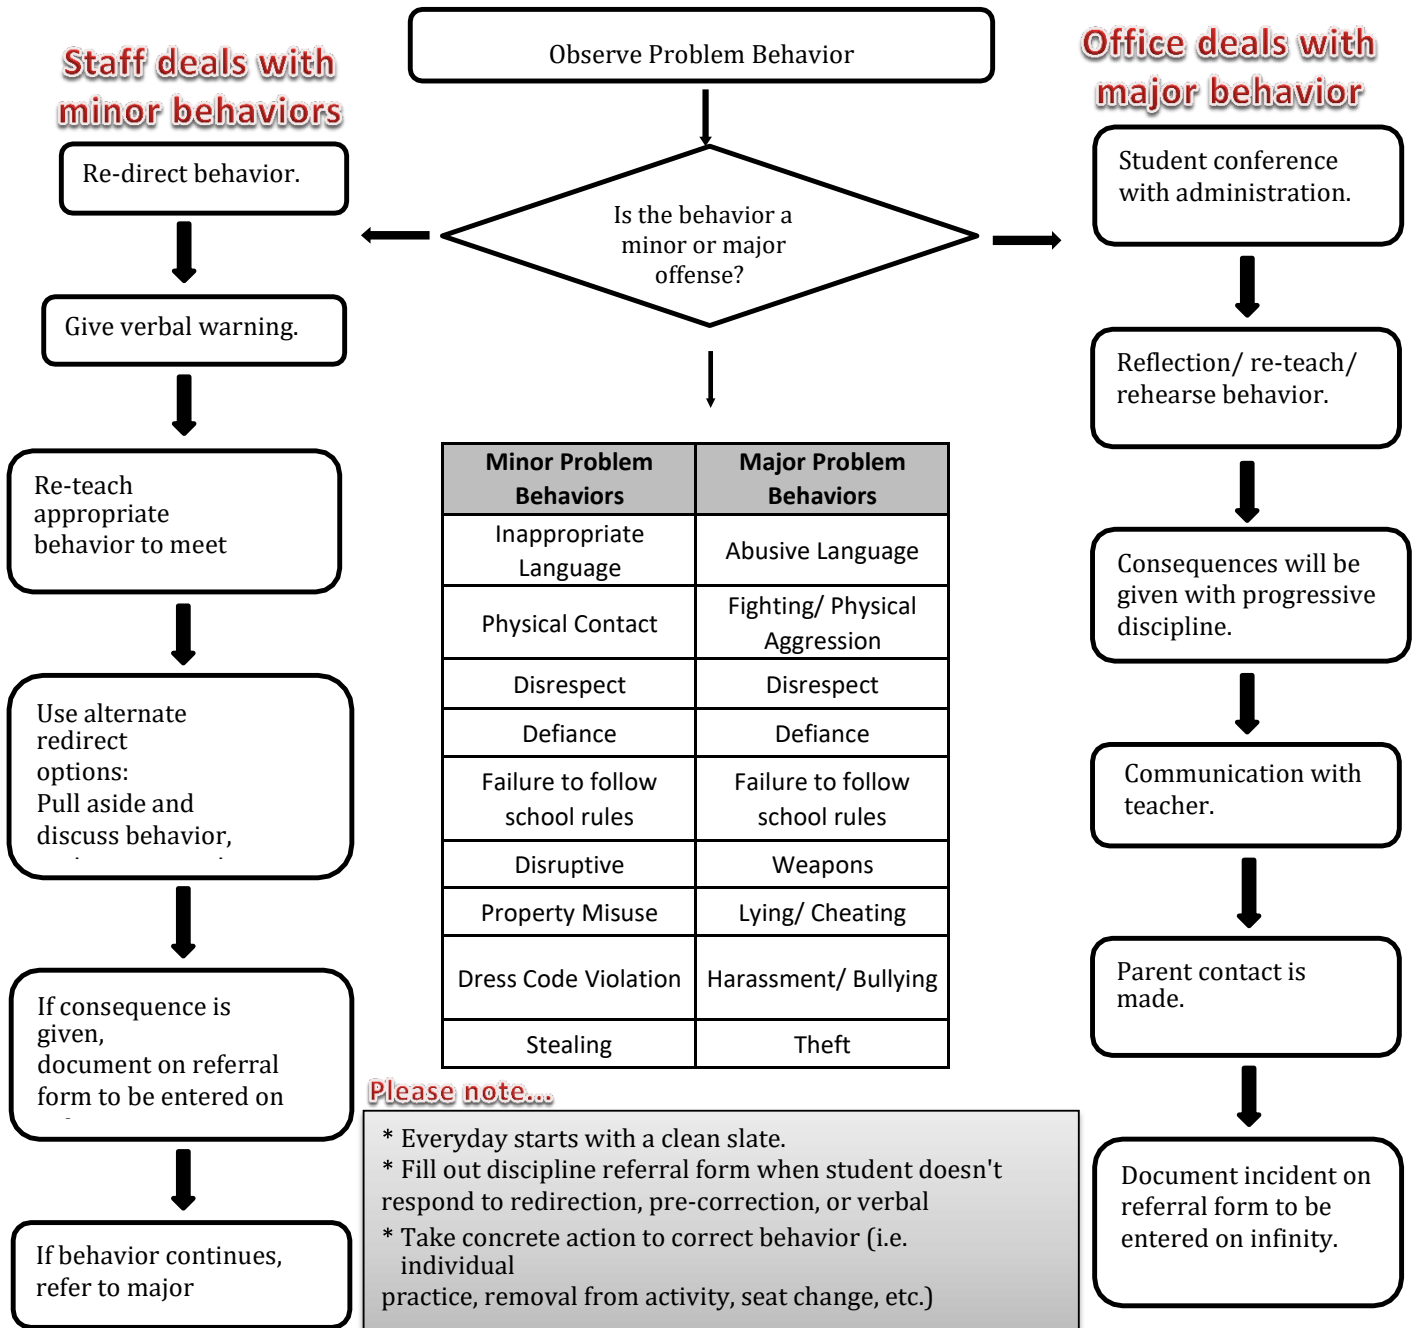 Observe Problem Behavior
Staff deals with
minor behaviors
Re-direct behavior.
Give verbal warning.
Re-teach
appropriate
behavior to meet
Use alternate
redirect
options:
Pull aside and
discuss behavior,
If consequence is
given,
document on referral
form to be entered on
If behavior continues,
refer to major
Is the behavior a
minor or major
offense?
Minor Problem
Behaviors
Major Problem
Behaviors
Inappropriate
Language
Abusive Language
Physical Contact
Fighting/ Physical
Aggression
Disrespect
Disrespect
Defiance
Defiance
Failure to follow
school rules
Failure to follow
school rules
Disruptive
Weapons
Property Misuse
Lying/ Cheating
Dress Code Violation
Harassment/ Bullying
Stealing
Theft
Please note...
* Everyday starts with a clean slate.
* Fill out discipline referral form when student doesn't
respond to redirection, pre-correction, or verbal
* Take concrete action to correct behavior (i.e.
individual
practice, removal from activity, seat change, etc.)
Office deals with
major behavior
Student conference
with administration.
Reflection/ re-teach/
rehearse behavior.
Consequences will be
given with progressive
discipline.
Communication with
teacher.
Parent contact is
made.
Document incident on
referral form to be
entered on infinity.